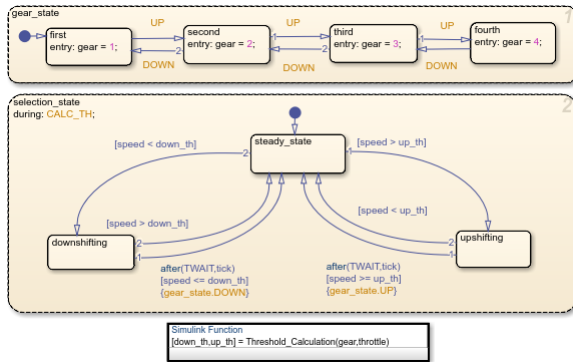 gear_state
1
UP
UP
UP
first
entry: gear = 1;
second
entry: gear = 2;
third
entry: gear = 3;
fourth
entry: gear = 4;
1
1
2
2
DOWN
DOWN
DOWN
selection_state
during: CALC_TH;
2
[speed < down_th]
steady_state
[speed > up_th]
2
1
[speed > down_th]
[speed < up_th]
downshifting
2
1
upshifting
2
1
after(TWAIT,tick)
[speed <= down_th]
{gear_state.DOWN}
after(TWAIT,tick)
[speed >= up_th]
{gear_state.UP}
Simulink Function
[down_th,up_th] = Threshold_Calculation(gear,throttle)